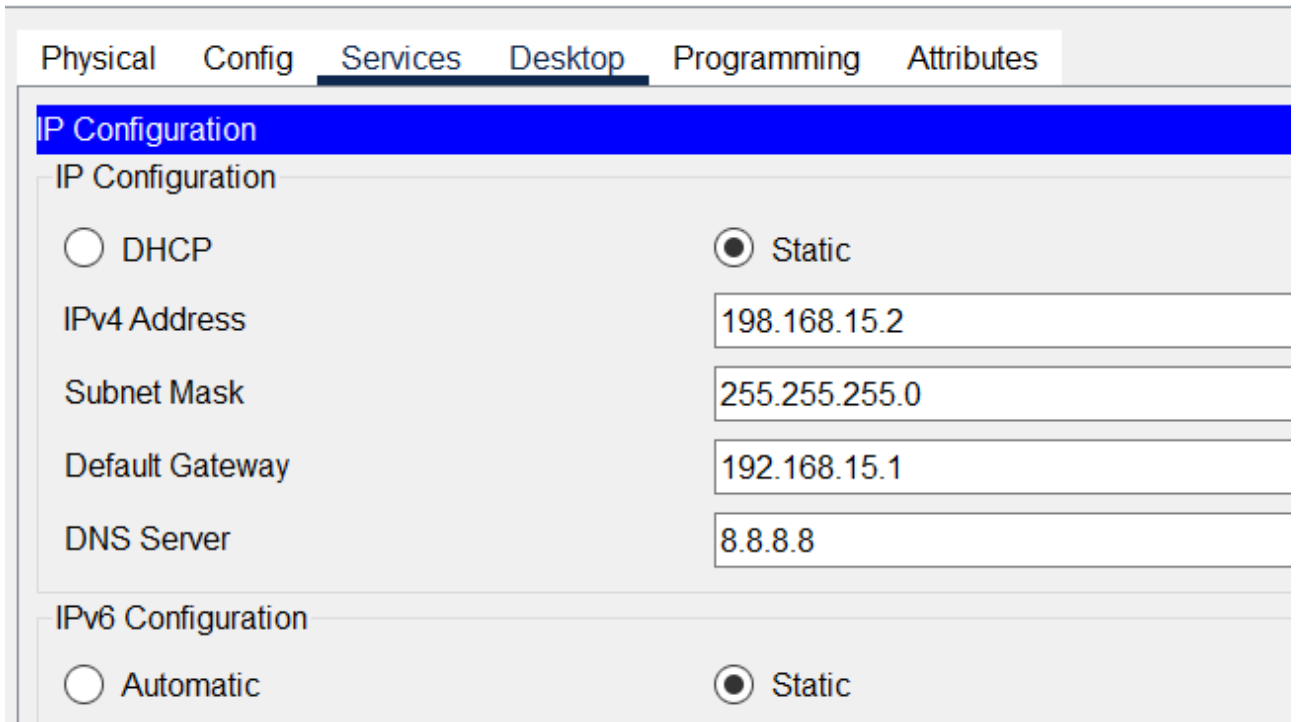 Physical Config Services Desktop Programming Attributes
IP Configuration
IP Configuration
DHCP Static
IPv4 Address 198.168.15.2
Subnet Mask 255.255.255.0
Default Gateway 192.168.15.1
DNS Server 8.8.8.8
IPv6 Configuration
Automatic Static